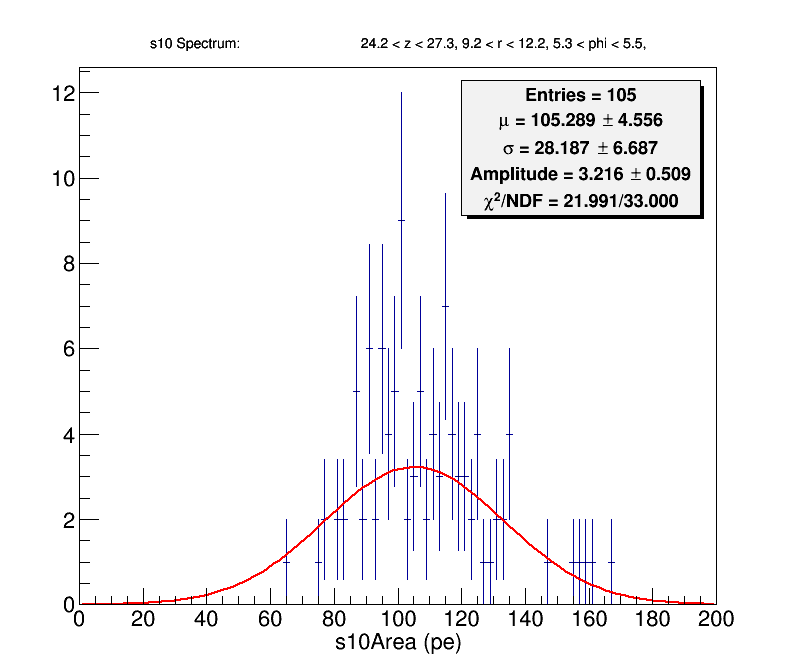 s10 Spectrum: 24.2 < z < 27.3, 9.2 < r < 12.2, 5.3 < phi < 5.5,
Entries = 105
μ = 105.289 ± 4.556
σ = 28.187 ± 6.687
Amplitude = 3.216 ± 0.509
χ²/NDF = 21.991/33.000
12
10
8
6
4
2
0
0 20 40 60 80 100 120 140 160 180 200
s10Area (pe)